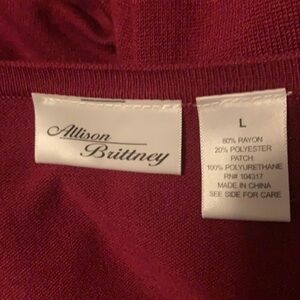 Allison
Brittney
L
80% RAYON
20% POLYESTER
PATCH:
100% POLYURETHANE
RN# 104317
MADE IN CHINA
SEE SIDE FOR CARE